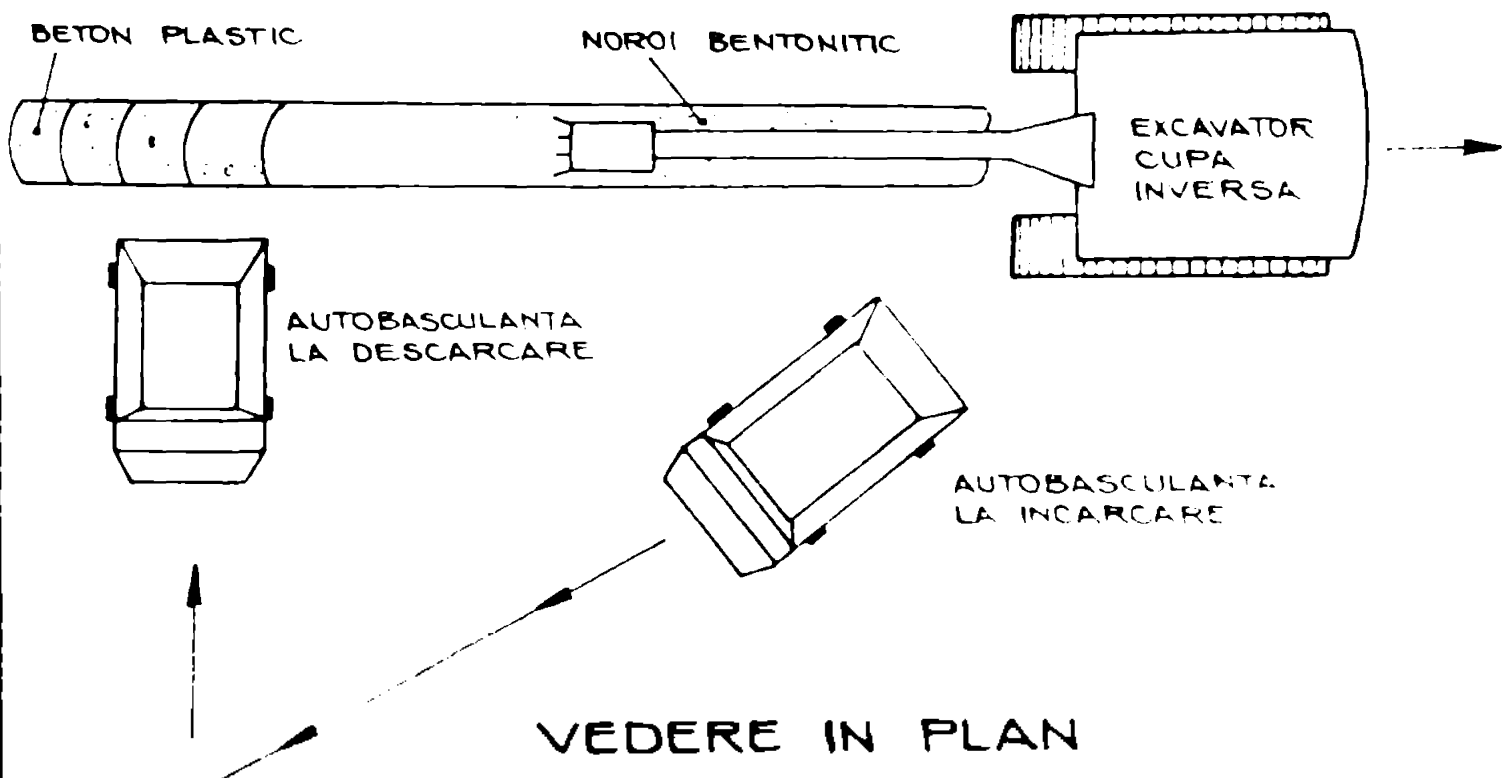 BETON PLASTIC
NOROI BENTONITIC
EXCAVATOR
CUPA
INVERSA
AUTOBASCULANTA
LA DESCARCARE
AUTOBASCULANTA
LA INCARCARE
VEDERE IN PLAN